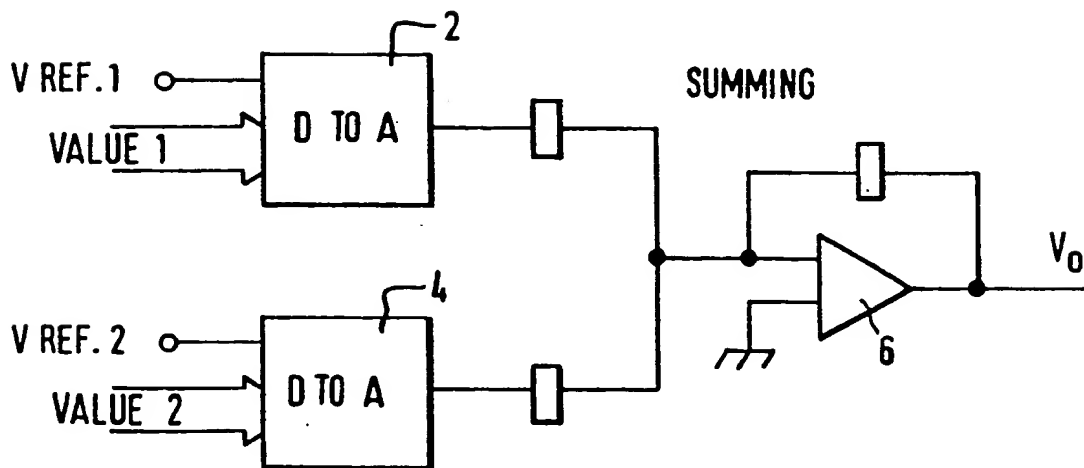 2
V REF.1
D TO A
VALUE 1
SUMMING
V0
6
4
V REF. 2
D TO A
VALUE 2